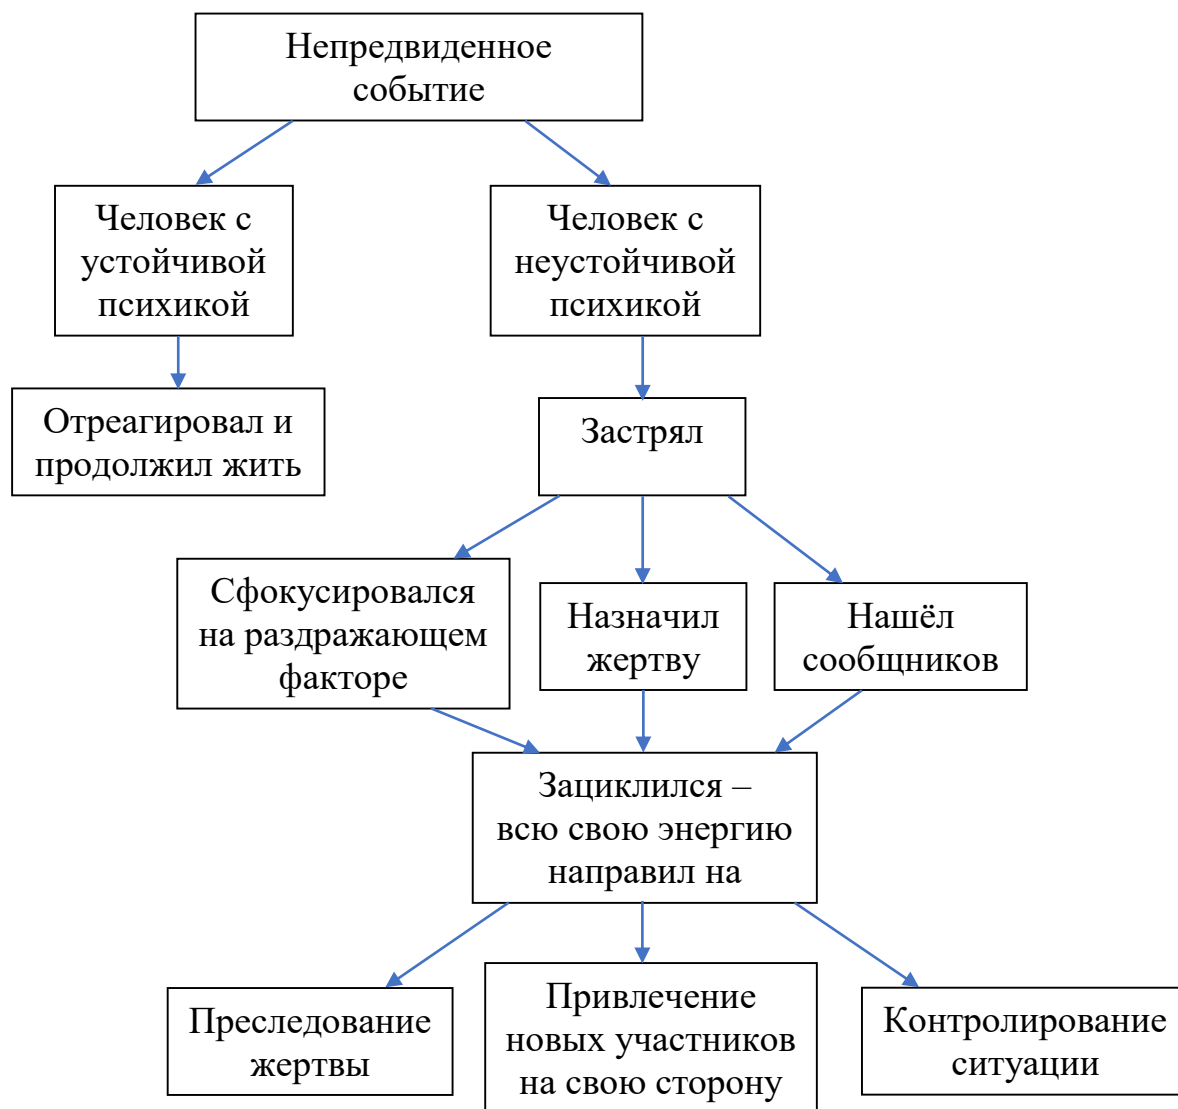 Непредвиденное
событие
Человек с
устойчивой
психикой
Человек с
неустойчивой
психикой
Отреагировал и
продолжил жить
Застрял
Сфокусировался
на раздражающем
факторе
Назначил
жертву
Нашёл
сообщников
Зациклился –
всю свою энергию
направил на
Преследование
жертвы
Привлечение
новых участников
на свою сторону
Контролирование
ситуации